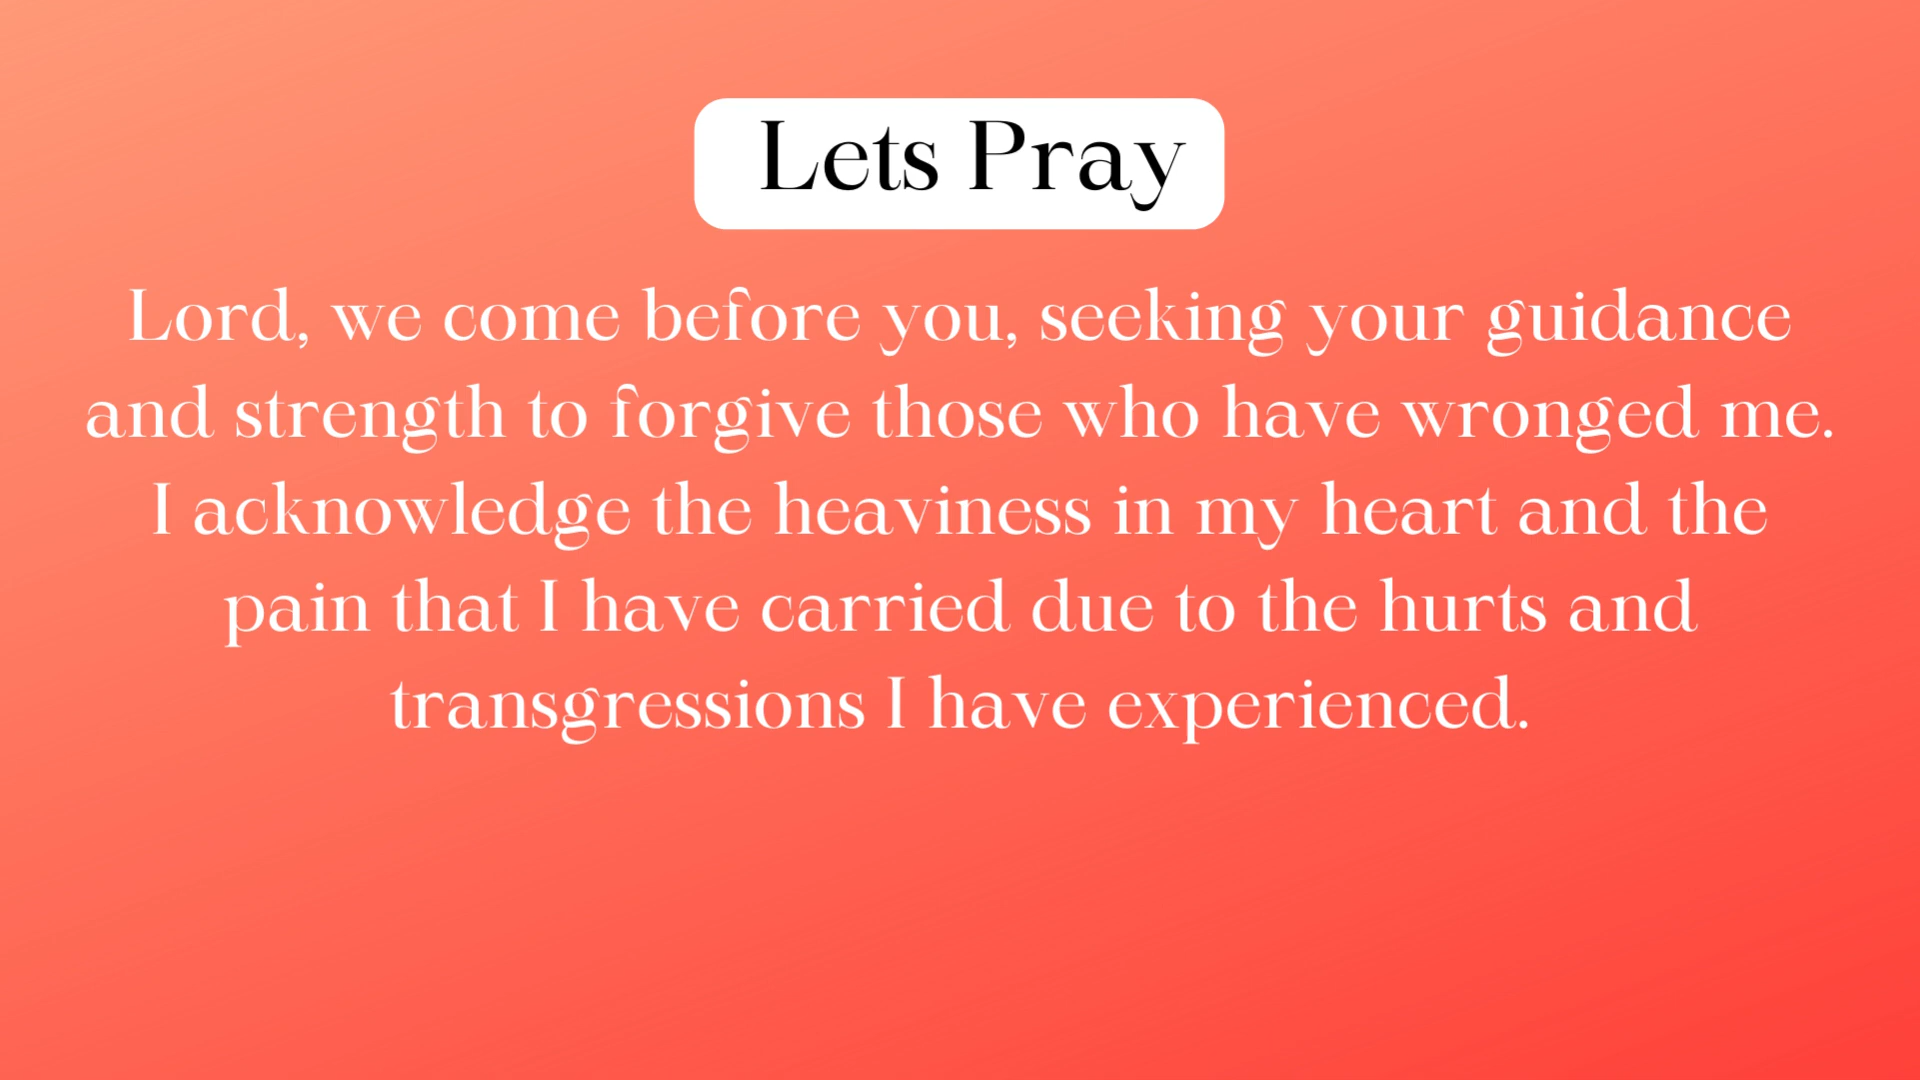 Lets Pray
Lord, we come before you, seeking your guidance
and strength to forgive those who have wronged me.
I acknowledge the heaviness in my heart and the
pain that I have carried due to the hurts and
transgressions I have experienced.